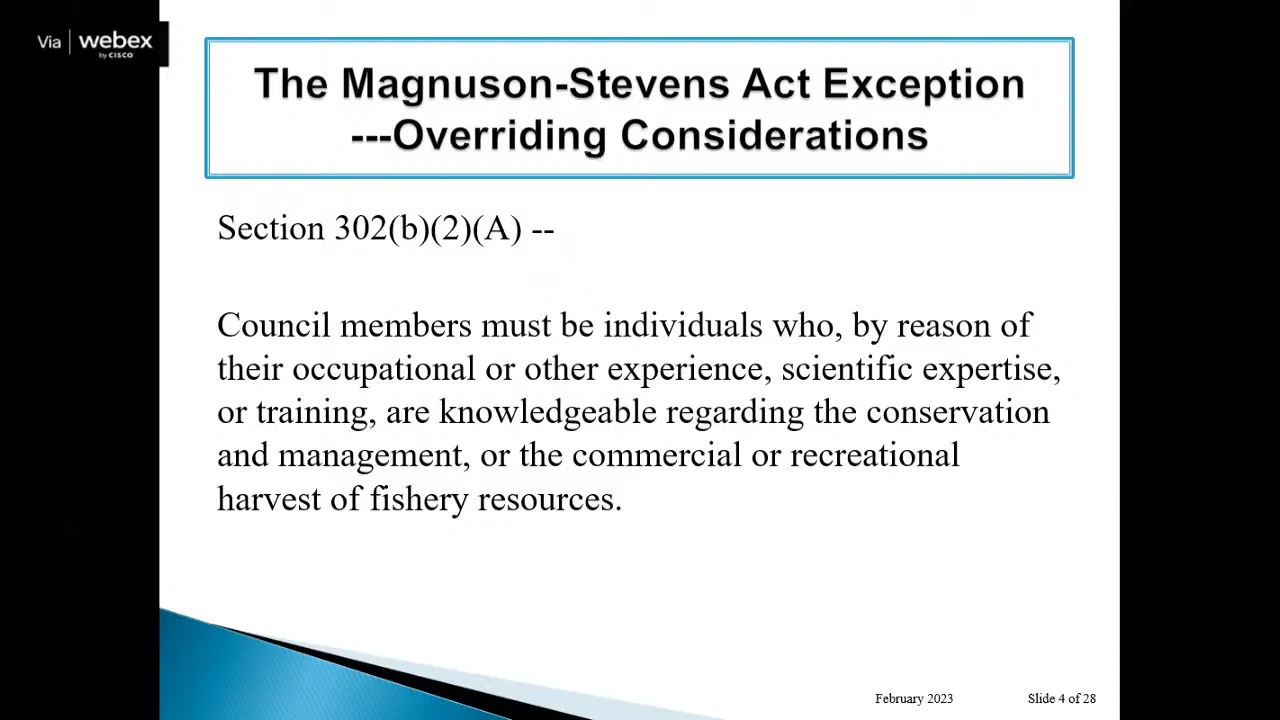 Via | webex
by CISCO
The Magnuson-Stevens Act Exception
---Overriding Considerations
Section 302(b)(2)(A) --
Council members must be individuals who, by reason of
their occupational or other experience, scientific expertise,
or training, are knowledgeable regarding the conservation
and management, or the commercial or recreational
harvest of fishery resources.
February 2023 Slide 4 of 28